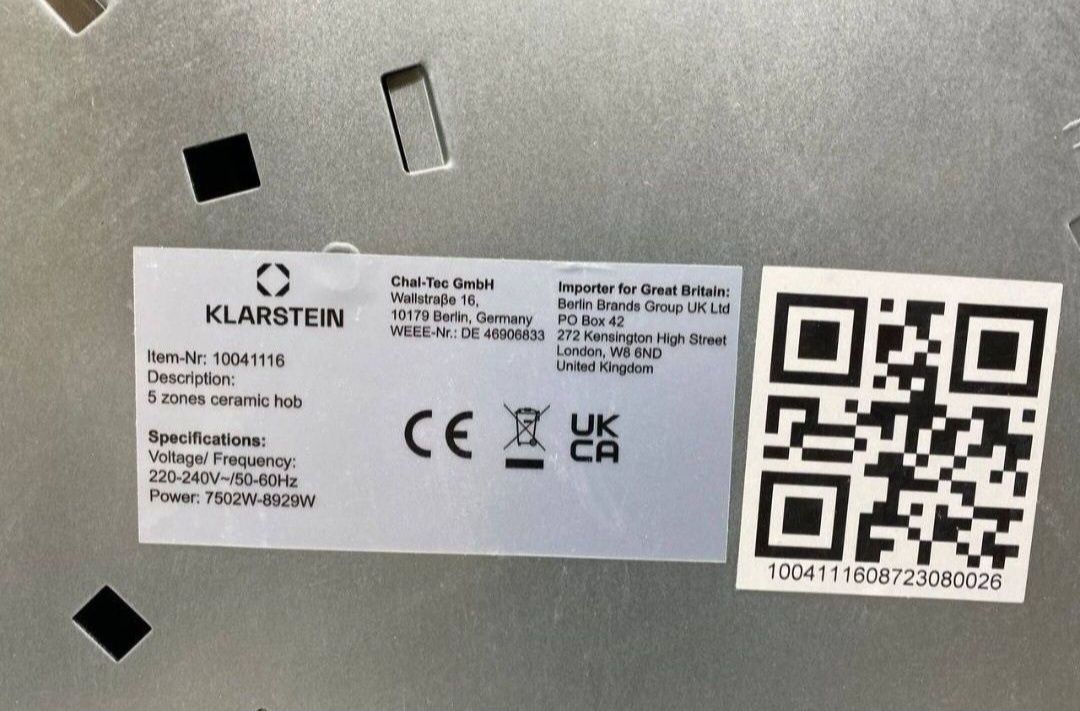 KLARSTEIN
Item-Nr: 10041116
Description:
5 zones ceramic hob
Specifications:
Voltage/ Frequency:
220-240V~/50-60Hz
Power: 7502W-8929W
Chal-Tec GmbH
Wallstraße 16,
10179 Berlin, Germany
WEEE-Nr.: DE 46906833
Importer for Great Britain:
Berlin Brands Group UK Ltd
PO Box 42
272 Kensington High Street
London, W8 6ND
United Kingdom
CE
UK
CA
1004111608723080026